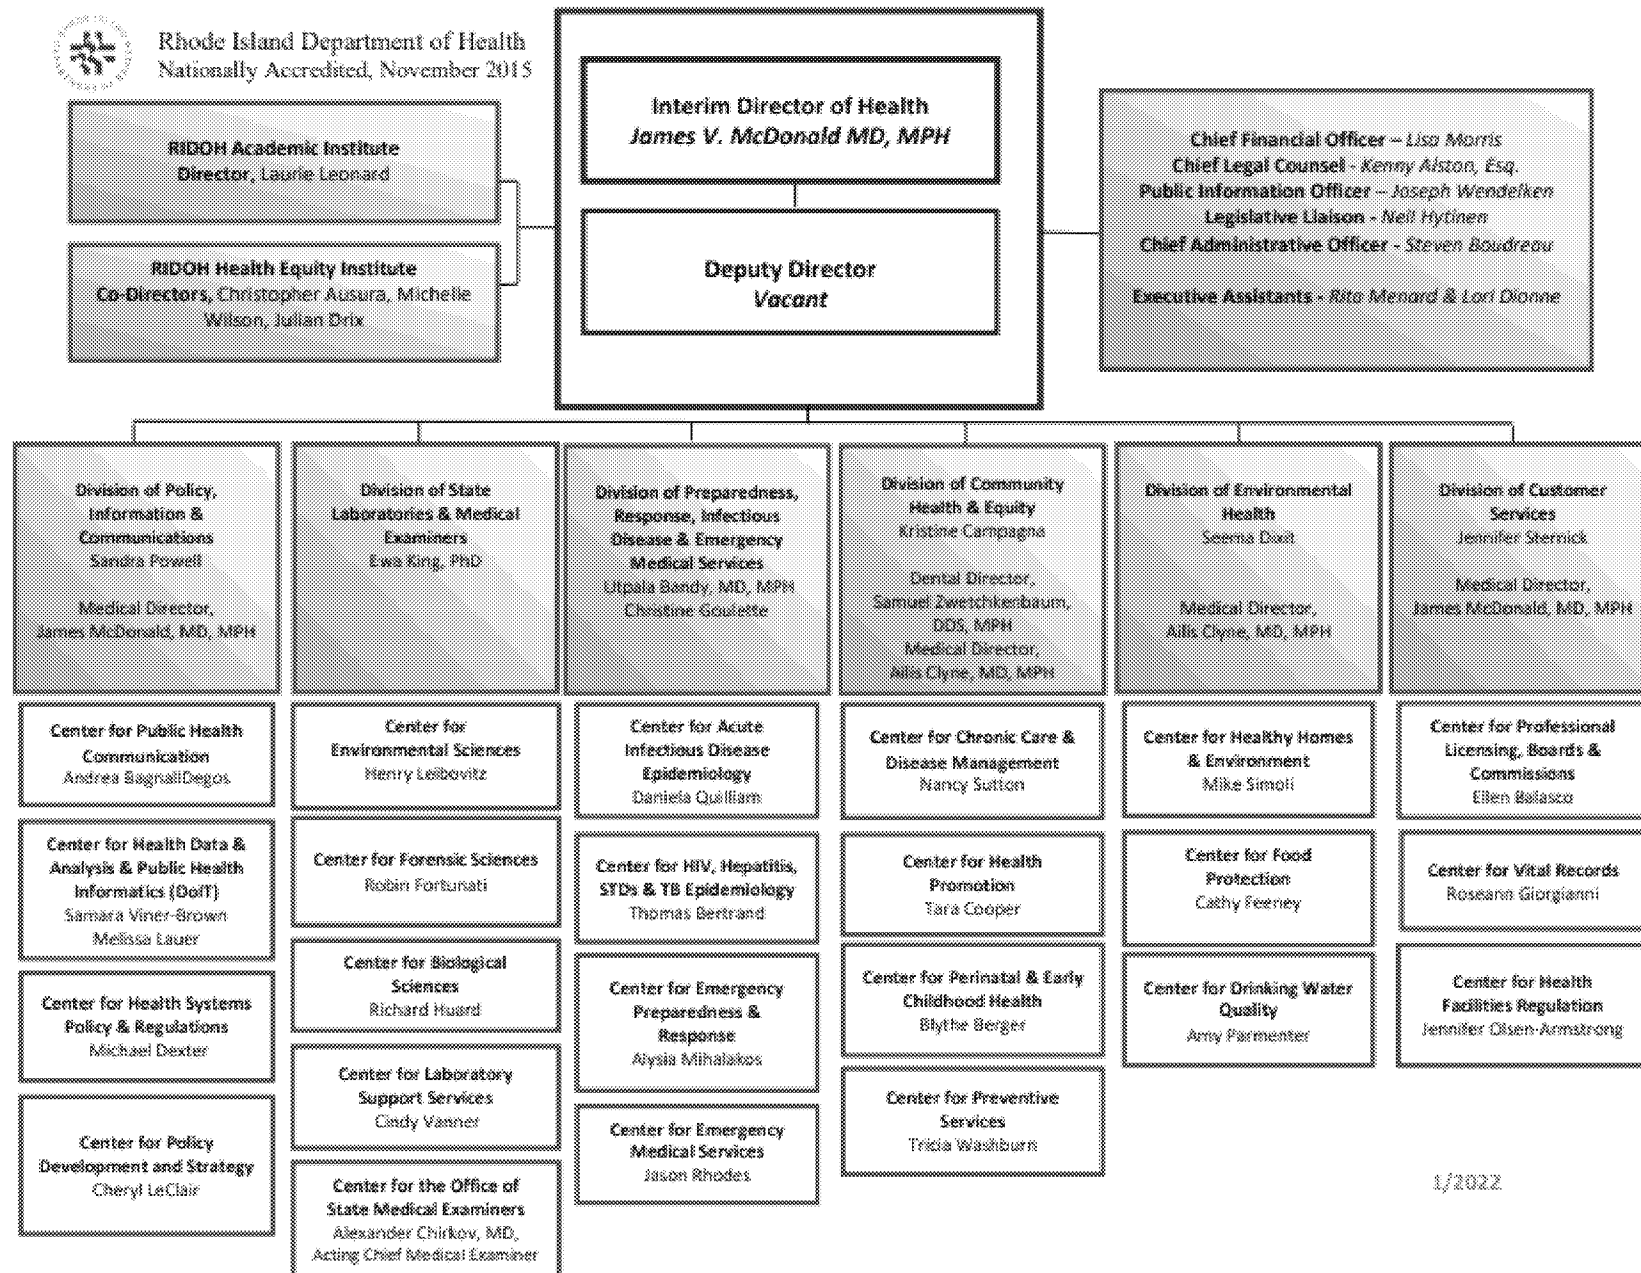 Rhode Island Department of Health
Nationally Accredited, November 2015
Interim Director of Health
James V. McDonald MD, MPH
Deputy Director
Vacant
RIDOH Academic Institute
Director, Laurie Leonard
RIDOH Health Equity Institute
Co-Directors, Christopher Ausura, Michelle
Wilson, Julian Drix
Chief Financial Officer – Lisa Morris
Chief Legal Counsel - Kenny Alston, Esq.
Public Information Officer – Joseph Wendelken
Legislative Liaison - Neil Hytinen
Chief Administrative Officer - Steven Boudreau
Executive Assistants - Rita Menard & Lori Dionne
Division of Policy,
Information &
Communications
Sandra Powell
Medical Director,
James McDonald, MD, MPH
Center for Public Health
Communication
Andrea BagnallDegos
Center for Health Data &
Analysis & Public Health
Informatics (DoIT)
Samara Viner-Brown
Melissa Lauer
Center for Health Systems
Policy & Regulations
Michael Dexter
Center for Policy
Development and Strategy
Cheryl LeClair
Division of State
Laboratories & Medical
Examiners
Ewa King, PhD
Center for
Environmental Sciences
Henry Leibovitz
Center for Forensic Sciences
Robin Fortunati
Center for Biological
Sciences
Richard Huard
Center for Laboratory
Support Services
Cindy Vanner
Center for the Office of
State Medical Examiners
Alexander Chirkov, MD,
Acting Chief Medical Examiner
Division of Preparedness,
Response, Infectious
Disease & Emergency
Medical Services
Utpala Bandy, MD, MPH
Christine Goulette
Center for Acute
Infectious Disease
Epidemiology
Daniela Quilliam
Center for HIV, Hepatitis,
STDs & TB Epidemiology
Thomas Bertrand
Center for Emergency
Preparedness &
Response
Alysia Mihalakos
Center for Emergency
Medical Services
Jason Rhodes
Division of Community
Health & Equity
Kristine Campagna
Dental Director,
Samuel Zwetchkenbaum,
DDS, MPH
Medical Director,
Ailis Clyne, MD, MPH
Center for Chronic Care &
Disease Management
Nancy Sutton
Center for Health
Promotion
Tara Cooper
Center for Perinatal & Early
Childhood Health
Blythe Berger
Center for Preventive
Services
Tricia Washburn
Division of Environmental
Health
Seema Dixit
Medical Director,
Ailis Clyne, MD, MPH
Center for Healthy Homes
& Environment
Mike Simoli
Center for Food
Protection
Cathy Feeney
Center for Drinking Water
Quality
Amy Parmenter
Division of Customer
Services
Jennifer Sternick
Medical Director,
James McDonald, MD, MPH
Center for Professional
Licensing, Boards &
Commissions
Ellen Balasco
Center for Vital Records
Roseann Giorgianni
Center for Health
Facilities Regulation
Jennifer Olsen-Armstrong
1/2022